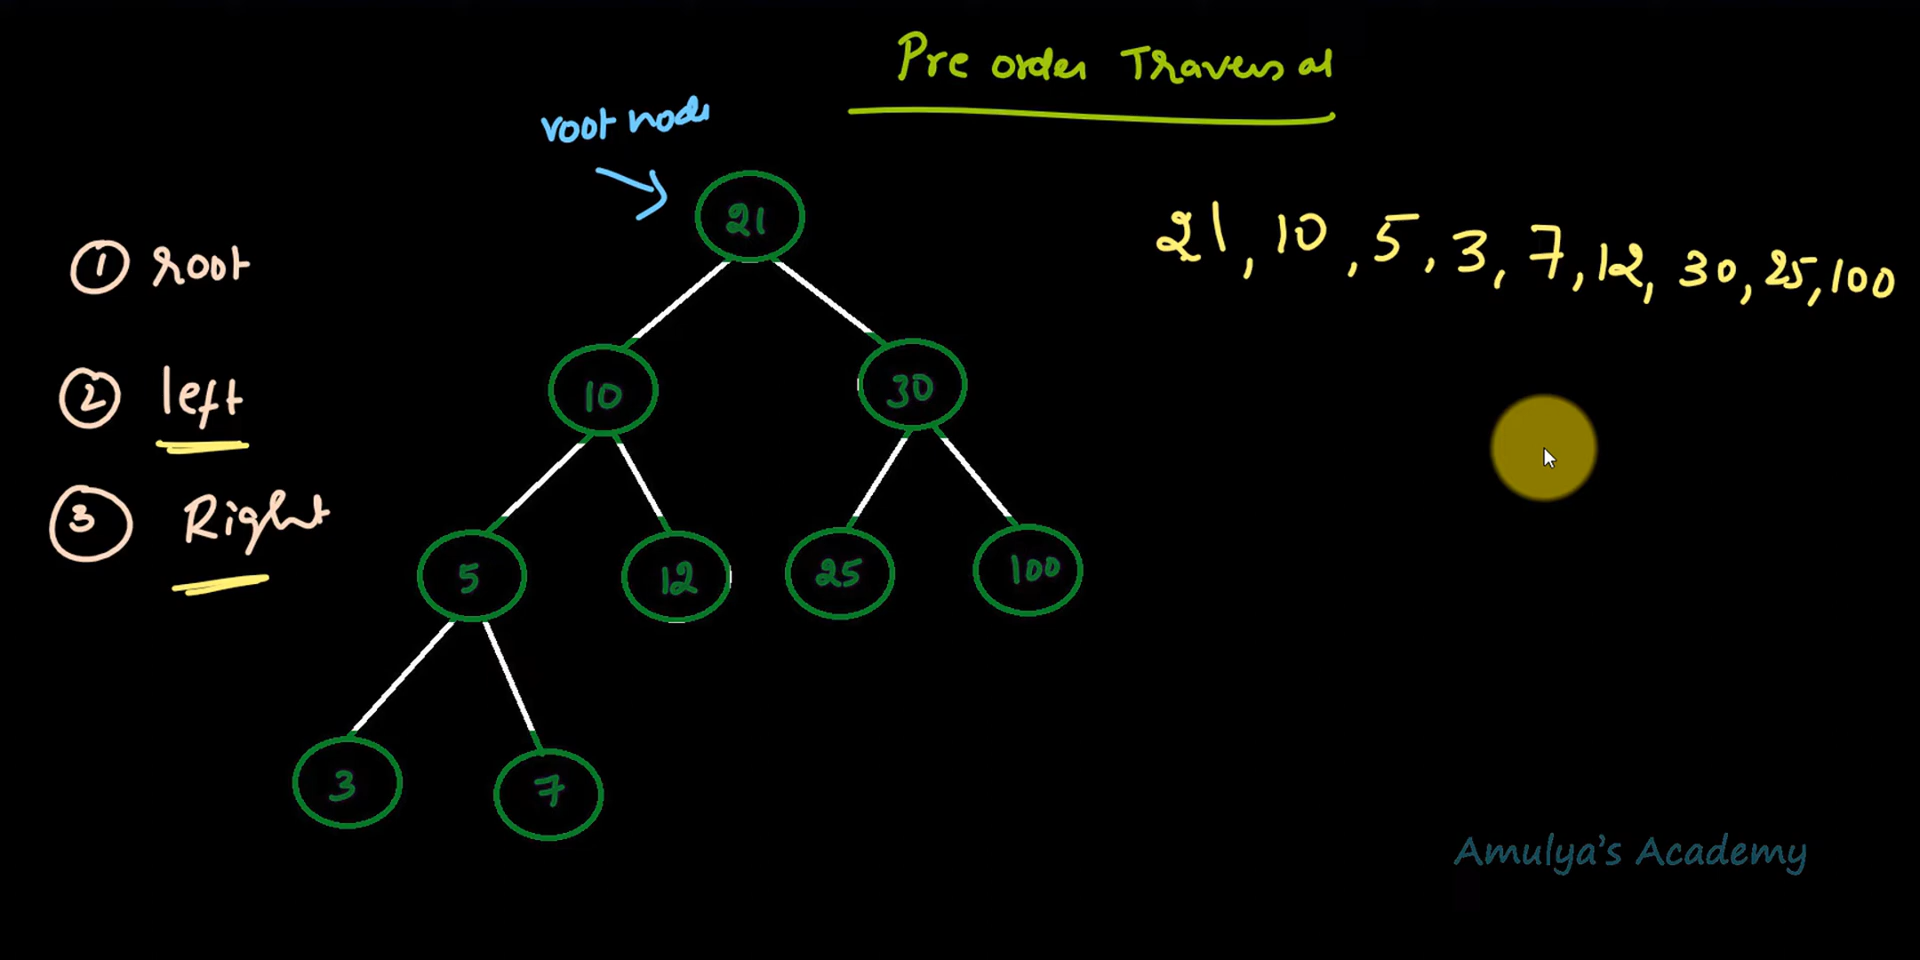 Pre order Traversal
root node
21, 10, 5, 3, 7, 12, 30, 25, 100
① root
② left
③ Right
21
10
30
5
12
25
100
3
7
Amulya's Academy